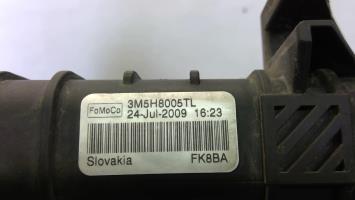 FoMoCo 3M5H8005TL
24-Jul-2009 16:23
Slovakia FK8BA